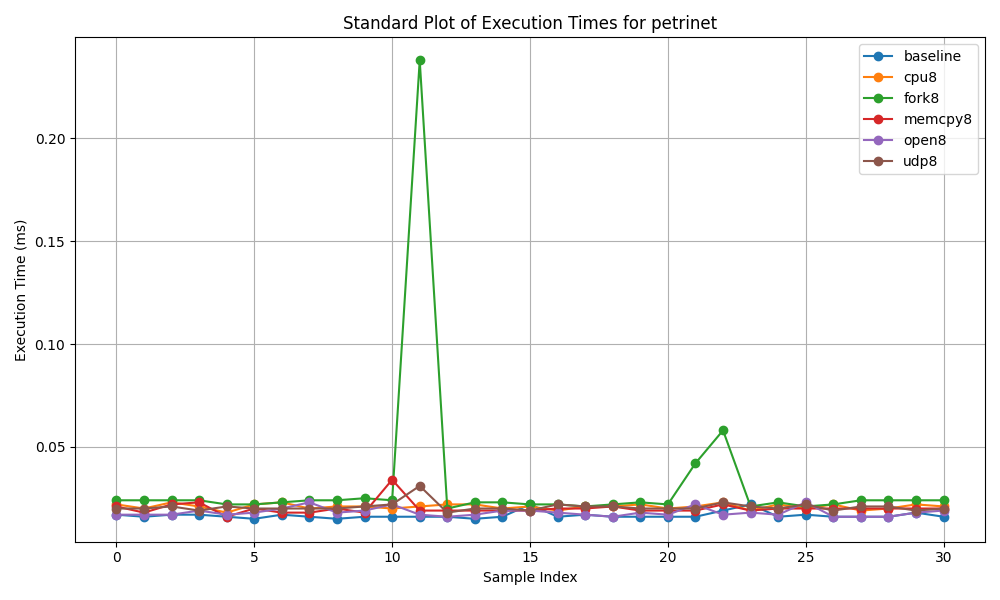 Standard Plot of Execution Times for petrinet
baseline
cpu8
fork8
memcpy8
open8
udp8
Execution Time (ms)
0.20
0.15
0.10
0.05
0
5
10
15
20
25
30
Sample Index